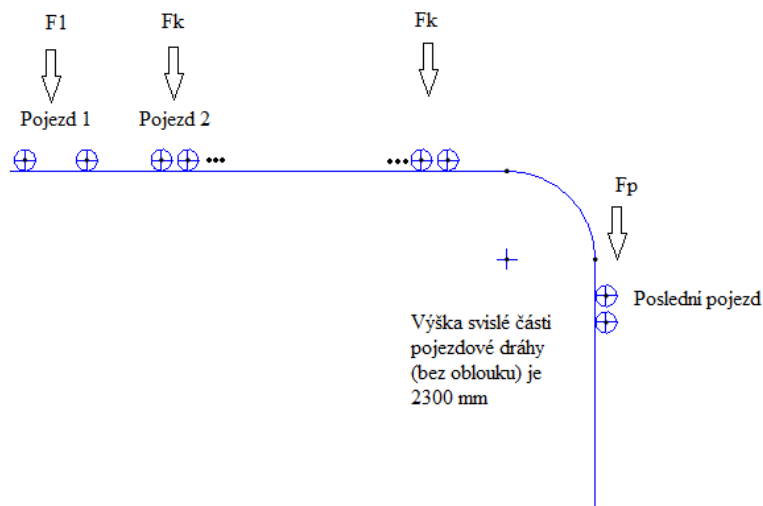 F1
Fk
Fk
Pojezd 1
Pojezd 2
Fp
Poslední pojezd
Výška svislé části
pojezdové dráhy
(bez oblouku) je
2300 mm